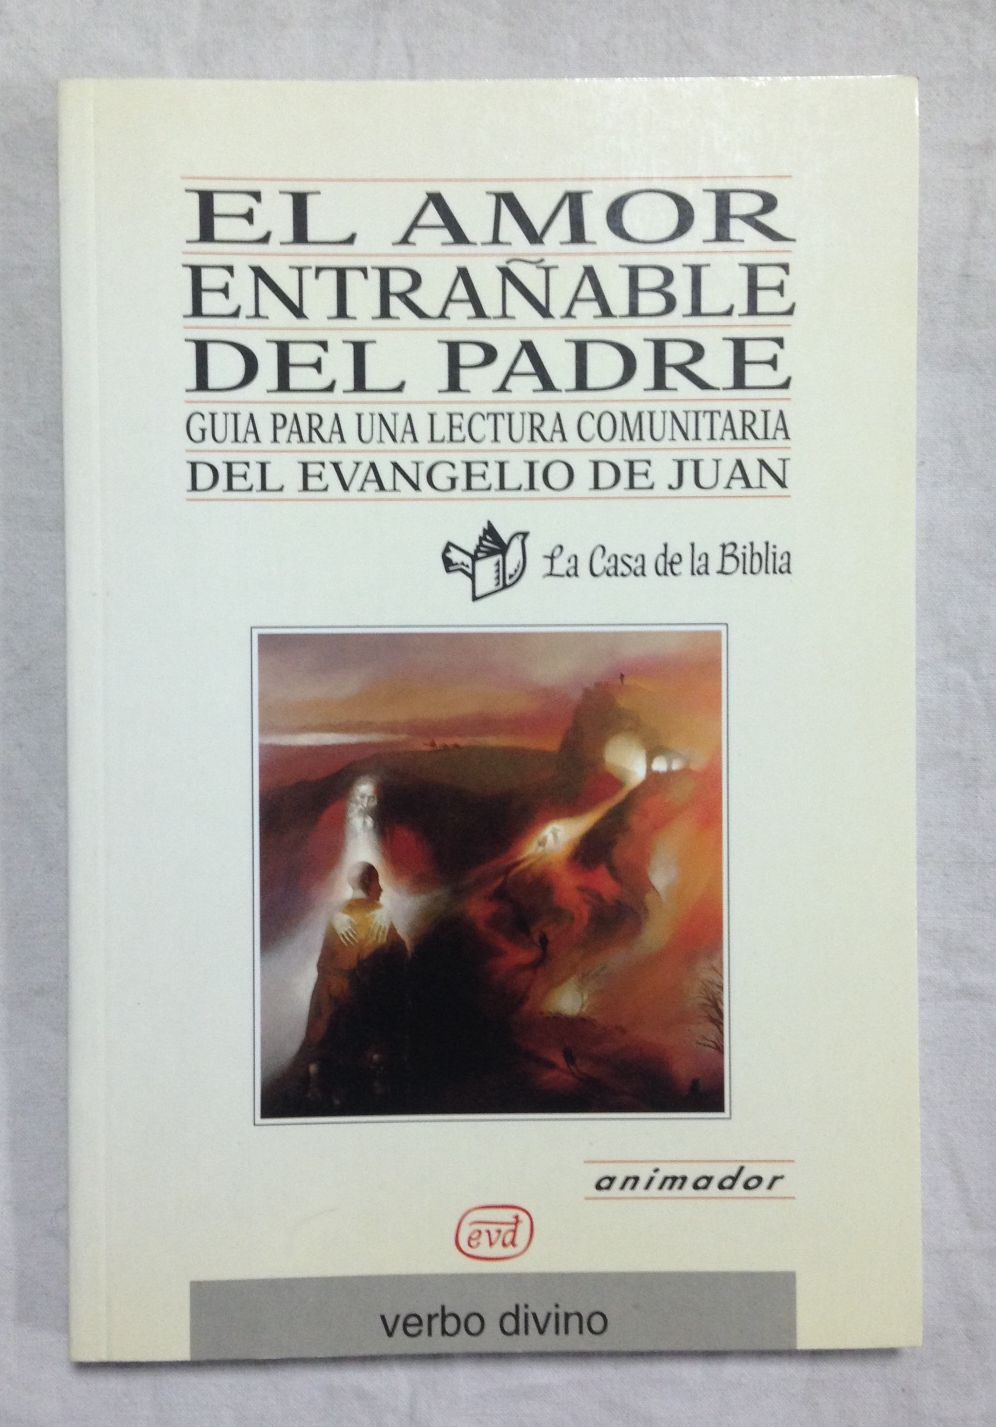 EL AMOR
ENTRAÑABLE
DEL PADRE
GUIA PARA UNA LECTURA COMUNITARIA
DEL EVANGELIO DE JUAN
La Casa de la Biblia
animador
evd
verbo divino